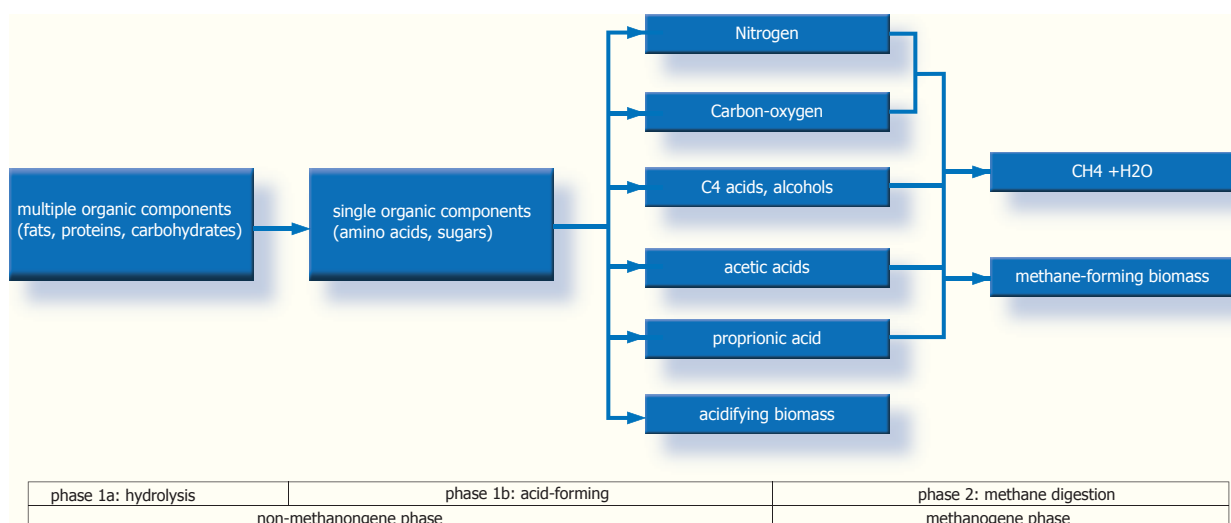 Nitrogen
Carbon-oxygen
multiple organic components
(fats, proteins, carbohydrates)
single organic components
(amino acids, sugars)
C4 acids, alcohols
CH4 +H2O
acetic acids
methane-forming biomass
proprionic acid
acidifying biomass
phase 1a: hydrolysis
phase 1b: acid-forming
phase 2: methane digestion
non-methanongene phase
methanogene phase